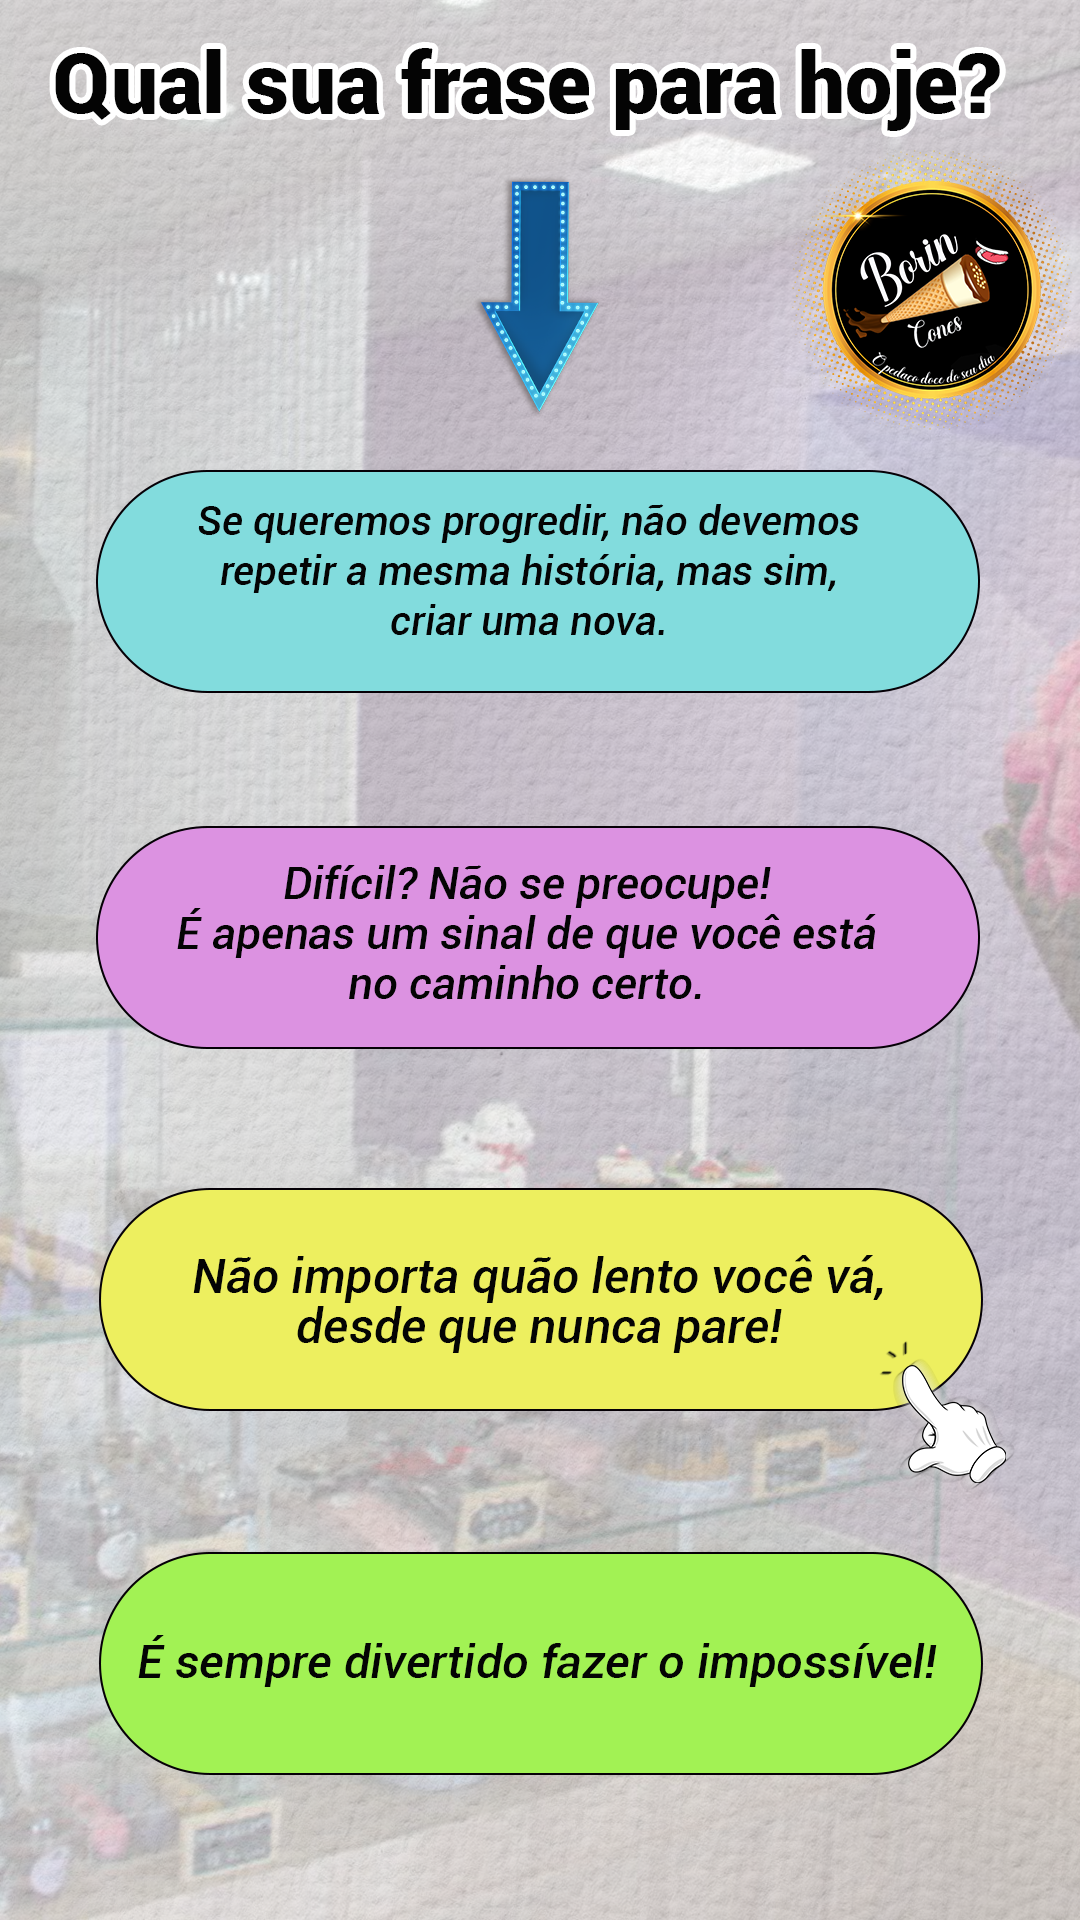 Qual sua frase para hoje?
Borin
Cones
O pedaço doce do seu dia
Se queremos progredir, não devemos
repetir a mesma história, mas sim,
criar uma nova.
Difícil? Não se preocupe!
É apenas um sinal de que você está
no caminho certo.
Não importa quão lento você vá,
desde que nunca pare!
É sempre divertido fazer o impossível!